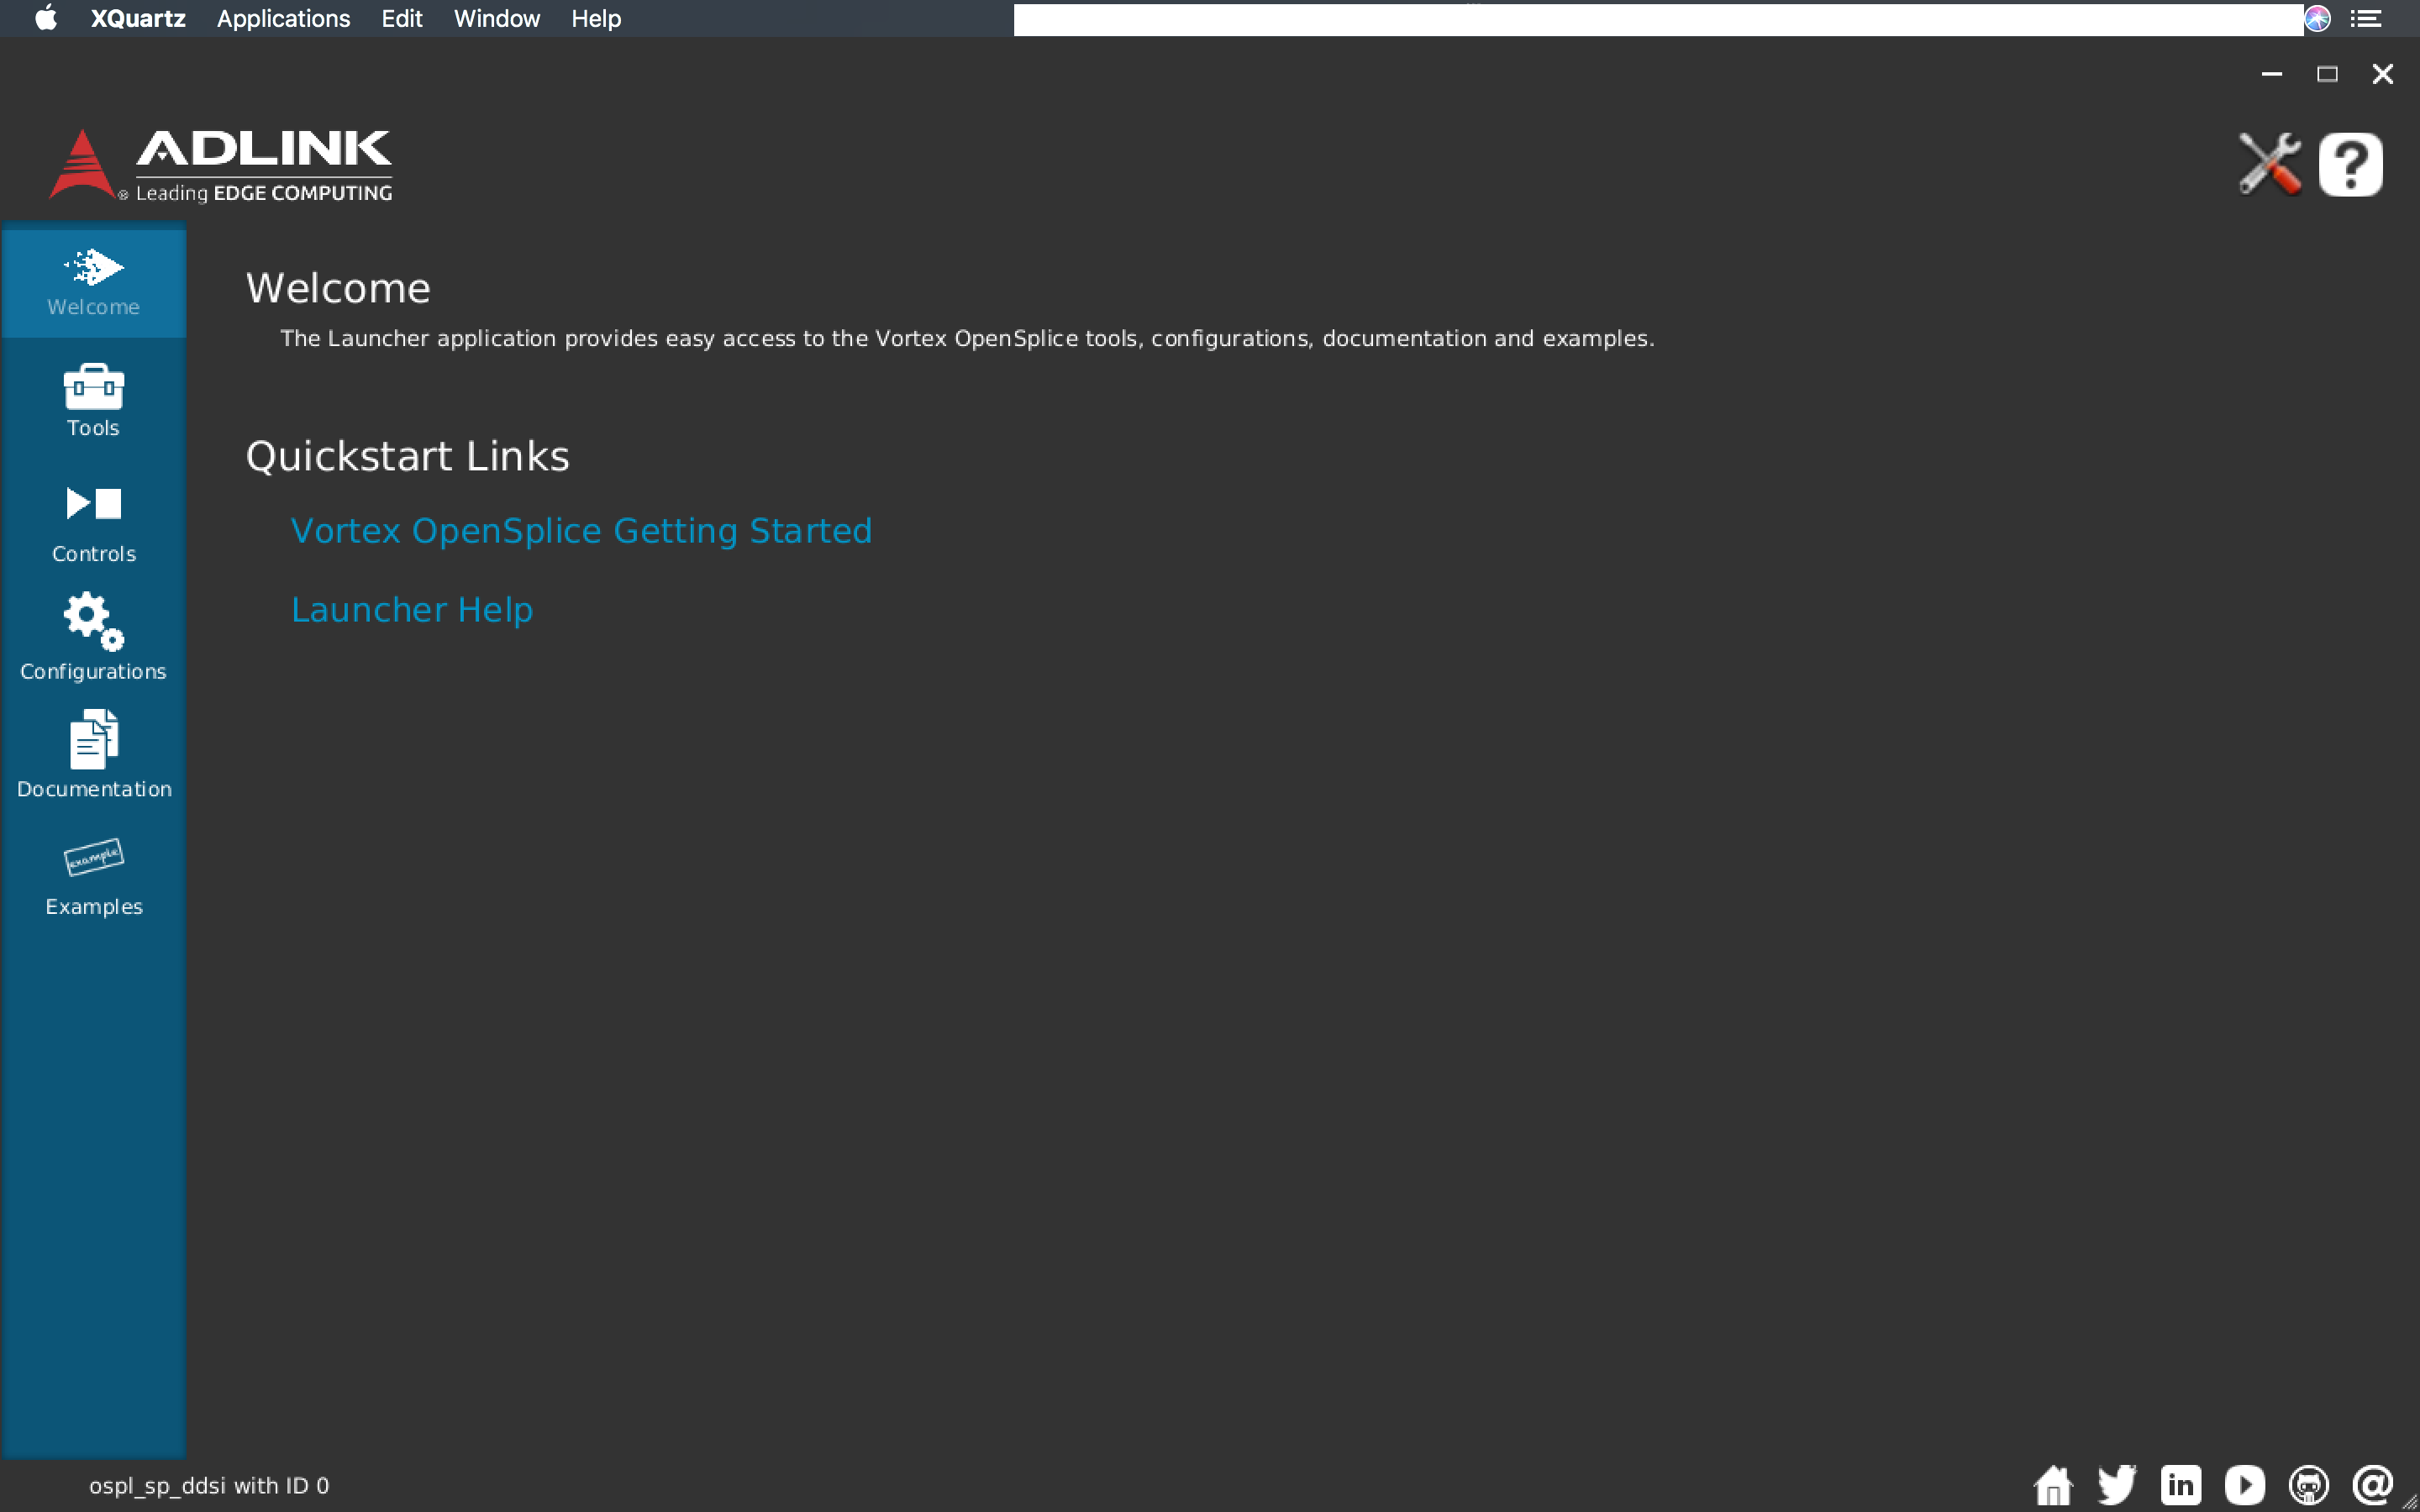 XQuartz Applications Edit Window Help
ADLINK
® Leading EDGE COMPUTING
Welcome
Tools
Controls
Configurations
Documentation
example
Examples
Welcome
The Launcher application provides easy access to the Vortex OpenSplice tools, configurations, documentation and examples.
Quickstart Links
Vortex OpenSplice Getting Started
Launcher Help
ospl_sp_ddsi with ID 0
in
@